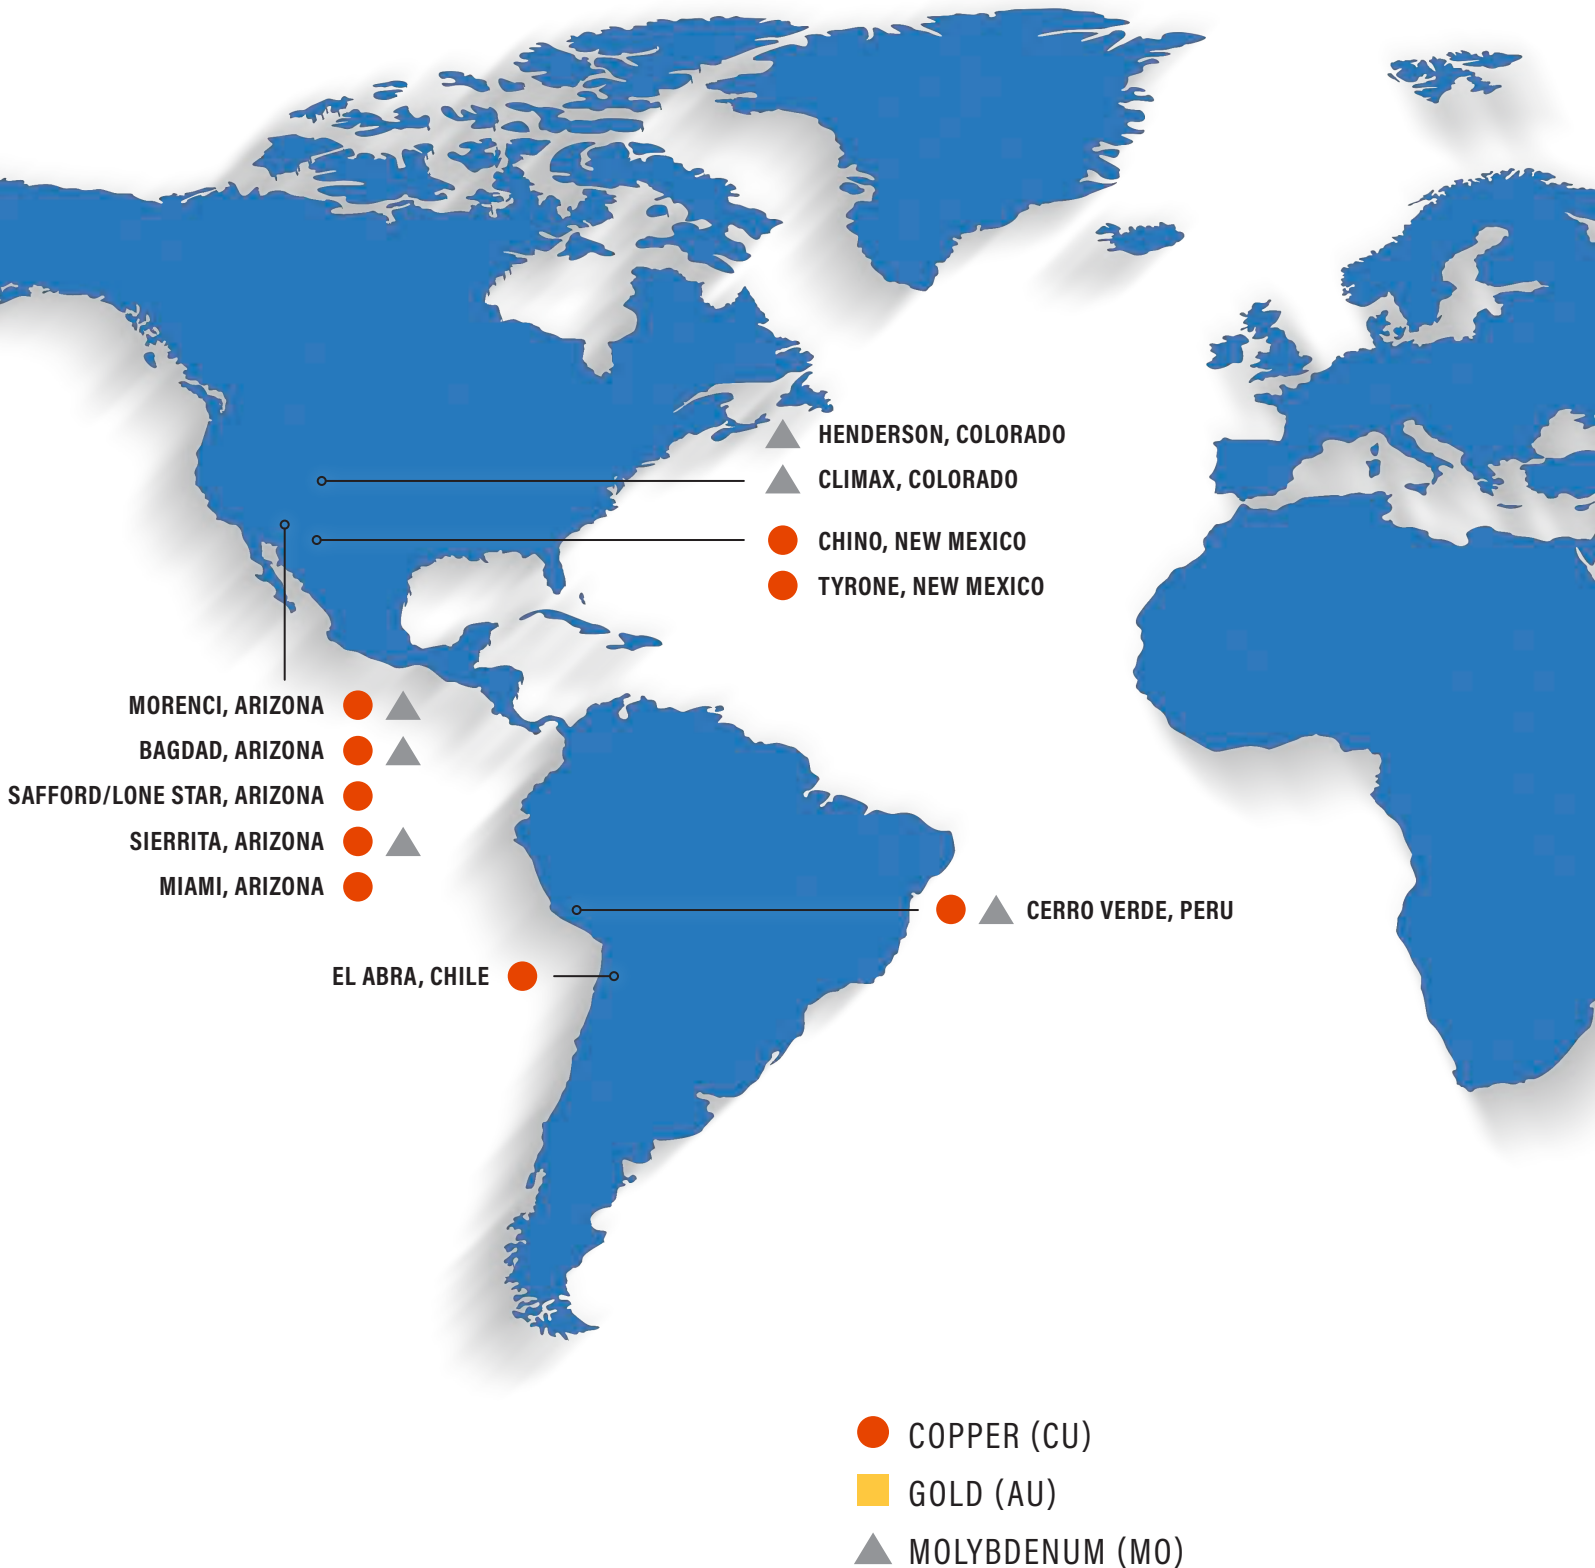 HENDERSON, COLORADO
CLIMAX, COLORADO
CHINO, NEW MEXICO
TYRONE, NEW MEXICO
MORENCI, ARIZONA
BAGDAD, ARIZONA
SAFFORD/LONE STAR, ARIZONA
SIERRITA, ARIZONA
MIAMI, ARIZONA
CERRO VERDE, PERU
EL ABRA, CHILE
COPPER (CU)
GOLD (AU)
MOLYBDENUM (MO)